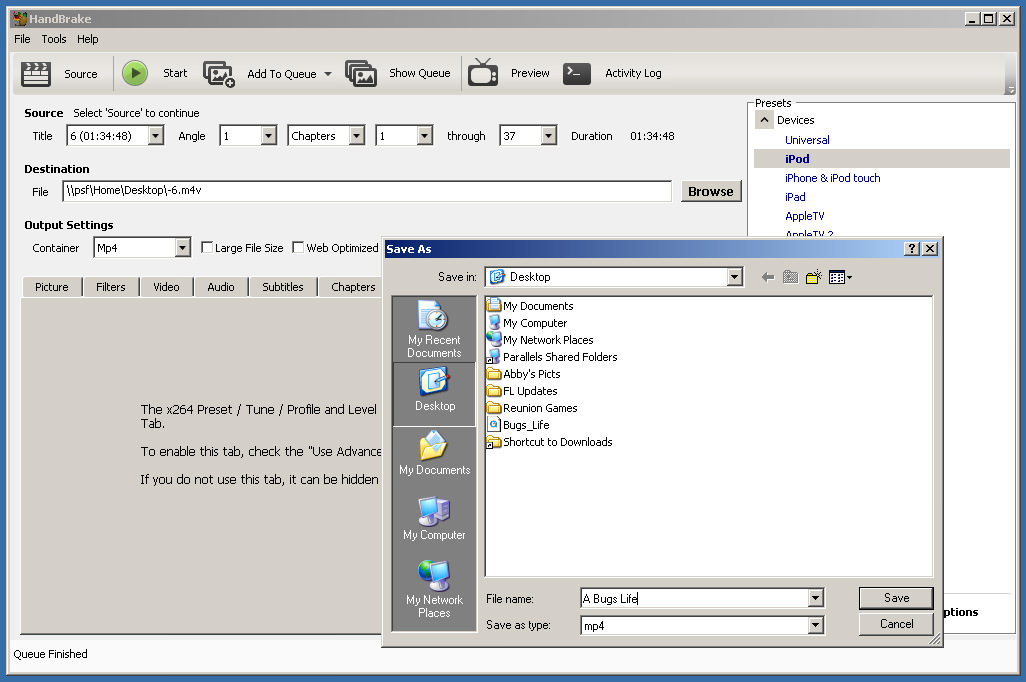 HandBrake
File Tools Help
Source Start Add To Queue Show Queue Preview Activity Log
Source Select 'Source' to continue
Title 6 (01:34:48) Angle 1 Chapters 1 through 37 Duration 01:34:48
Destination
File \\psf\Home\Desktop\-6.m4v Browse
Output Settings
Container Mp4 Large File Size Web Optimized
Picture Filters Video Audio Subtitles Chapters
The x264 Preset / Tune / Profile and Level
Tab.
To enable this tab, check the "Use Advance
If you do not use this tab, it can be hidden
Presets
Devices
Universal
iPod
iPhone & iPod touch
iPad
AppleTV
AppleTV 2
Save As
Save in: Desktop
My Recent
Documents
Desktop
My Documents
My Computer
My Network
Places
My Documents
My Computer
My Network Places
Parallels Shared Folders
Abby's Picts
FL Updates
Reunion Games
Bugs_Life
Shortcut to Downloads
File name: A Bugs Life Save
Save as type: mp4 Cancel
ptions
Queue Finished